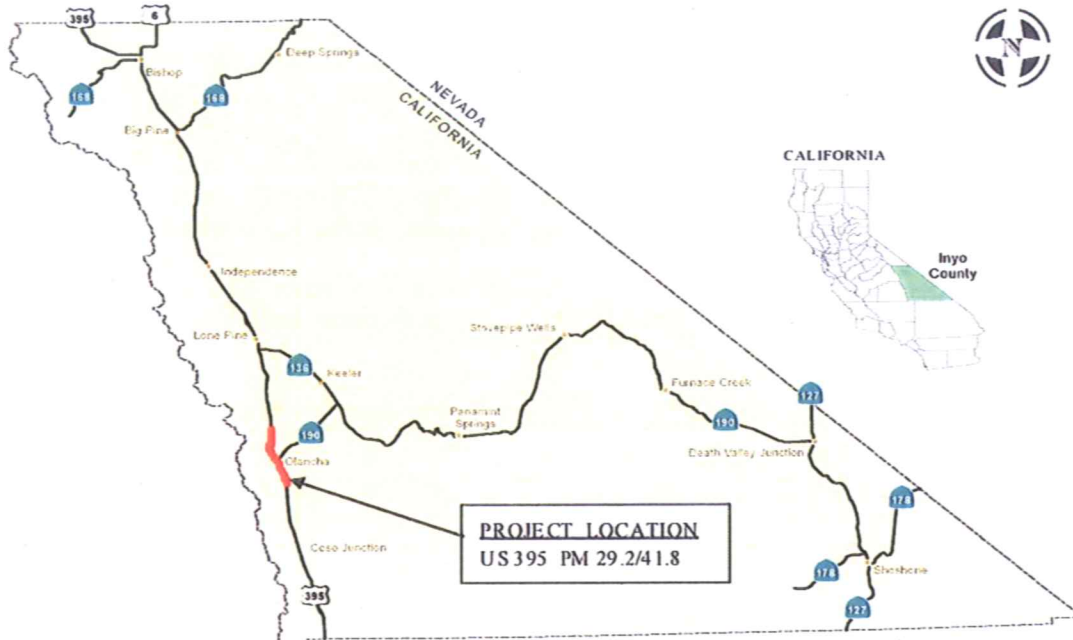 395
6
N
Deep Springs
Bishop
168
168
NEVADA
CALIFORNIA
Big Pine
CALIFORNIA
Inyo
County
Independence
Lone Pine
Stovepipe Wells
136
Keeler
Furnace Creek
127
Panamint
Springs
190
190
Death Valley Junction
Olancha
178
PROJECT LOCATION
US 395 PM 29.2/41.8
Coso Junction
178
Shoshone
395
127